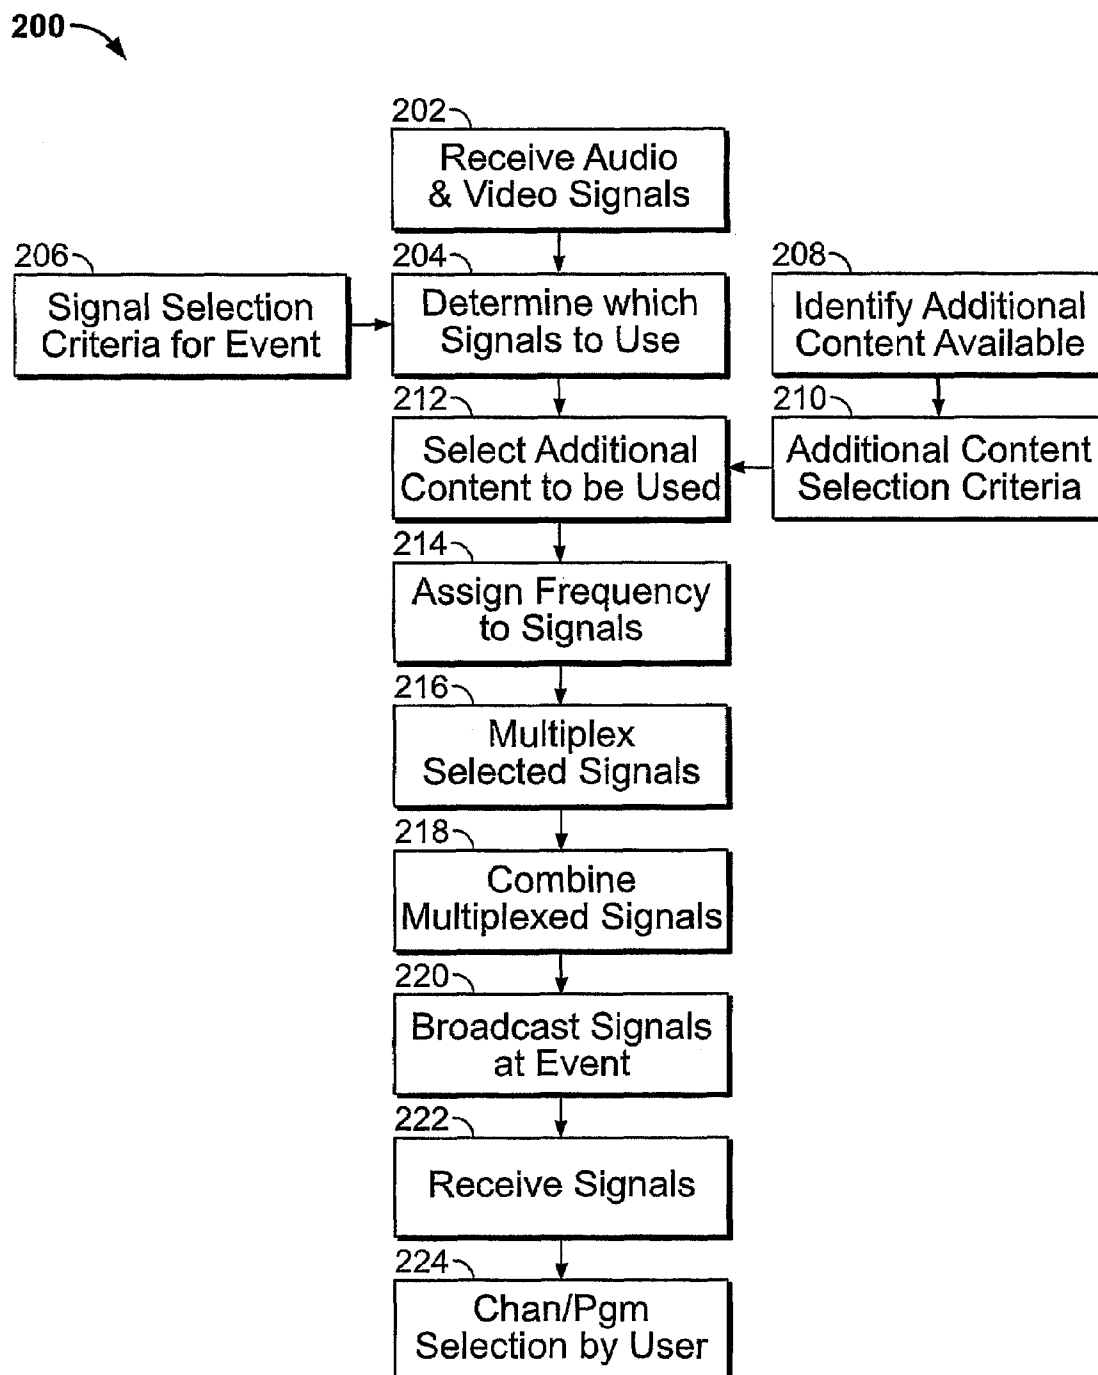 200
202
Receive Audio
& Video Signals
206
Signal Selection
Criteria for Event
204
Determine which
Signals to Use
208
Identify Additional
Content Available
212
Select Additional
Content to be Used
210
Additional Content
Selection Criteria
214
Assign Frequency
to Signals
216
Multiplex
Selected Signals
218
Combine
Multiplexed Signals
220
Broadcast Signals
at Event
222
Receive Signals
224
Chan/Pgm
Selection by User